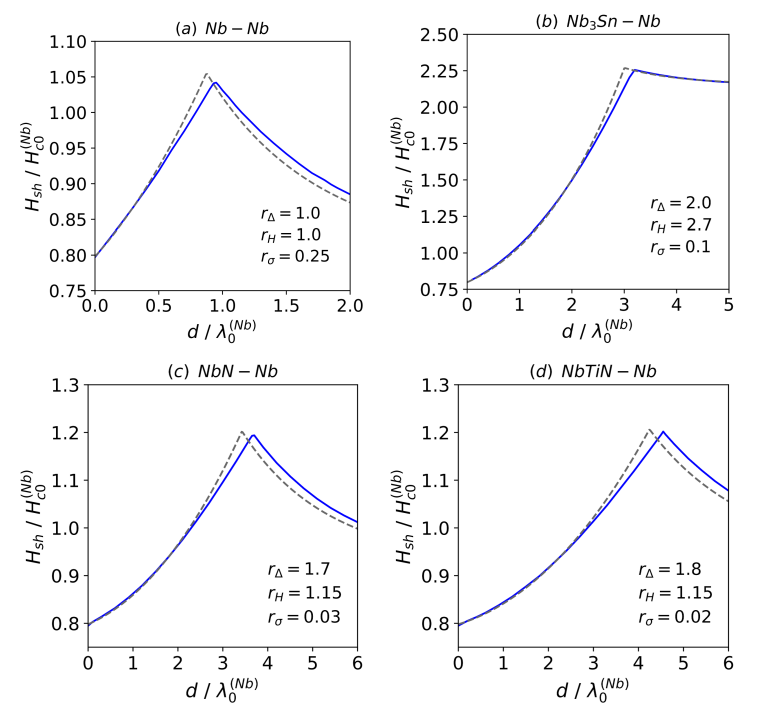 (a) Nb − Nb
1.10
1.05
1.00
0.95
0.90
0.85
0.80
0.75
0.0 0.5 1.0 1.5 2.0
H_sh / H_c0^(Nb)
d / λ_0^(Nb)
r_Δ = 1.0
r_H = 1.0
r_σ = 0.25
(b) Nb₃Sn − Nb
2.50
2.25
2.00
1.75
1.50
1.25
1.00
0.75
0 1 2 3 4 5
H_sh / H_c0^(Nb)
d / λ_0^(Nb)
r_Δ = 2.0
r_H = 2.7
r_σ = 0.1
(c) NbN − Nb
1.3
1.2
1.1
1.0
0.9
0.8
0 1 2 3 4 5 6
H_sh / H_c0^(Nb)
d / λ_0^(Nb)
r_Δ = 1.7
r_H = 1.15
r_σ = 0.03
(d) NbTiN − Nb
1.3
1.2
1.1
1.0
0.9
0.8
0 1 2 3 4 5 6
H_sh / H_c0^(Nb)
d / λ_0^(Nb)
r_Δ = 1.8
r_H = 1.15
r_σ = 0.02